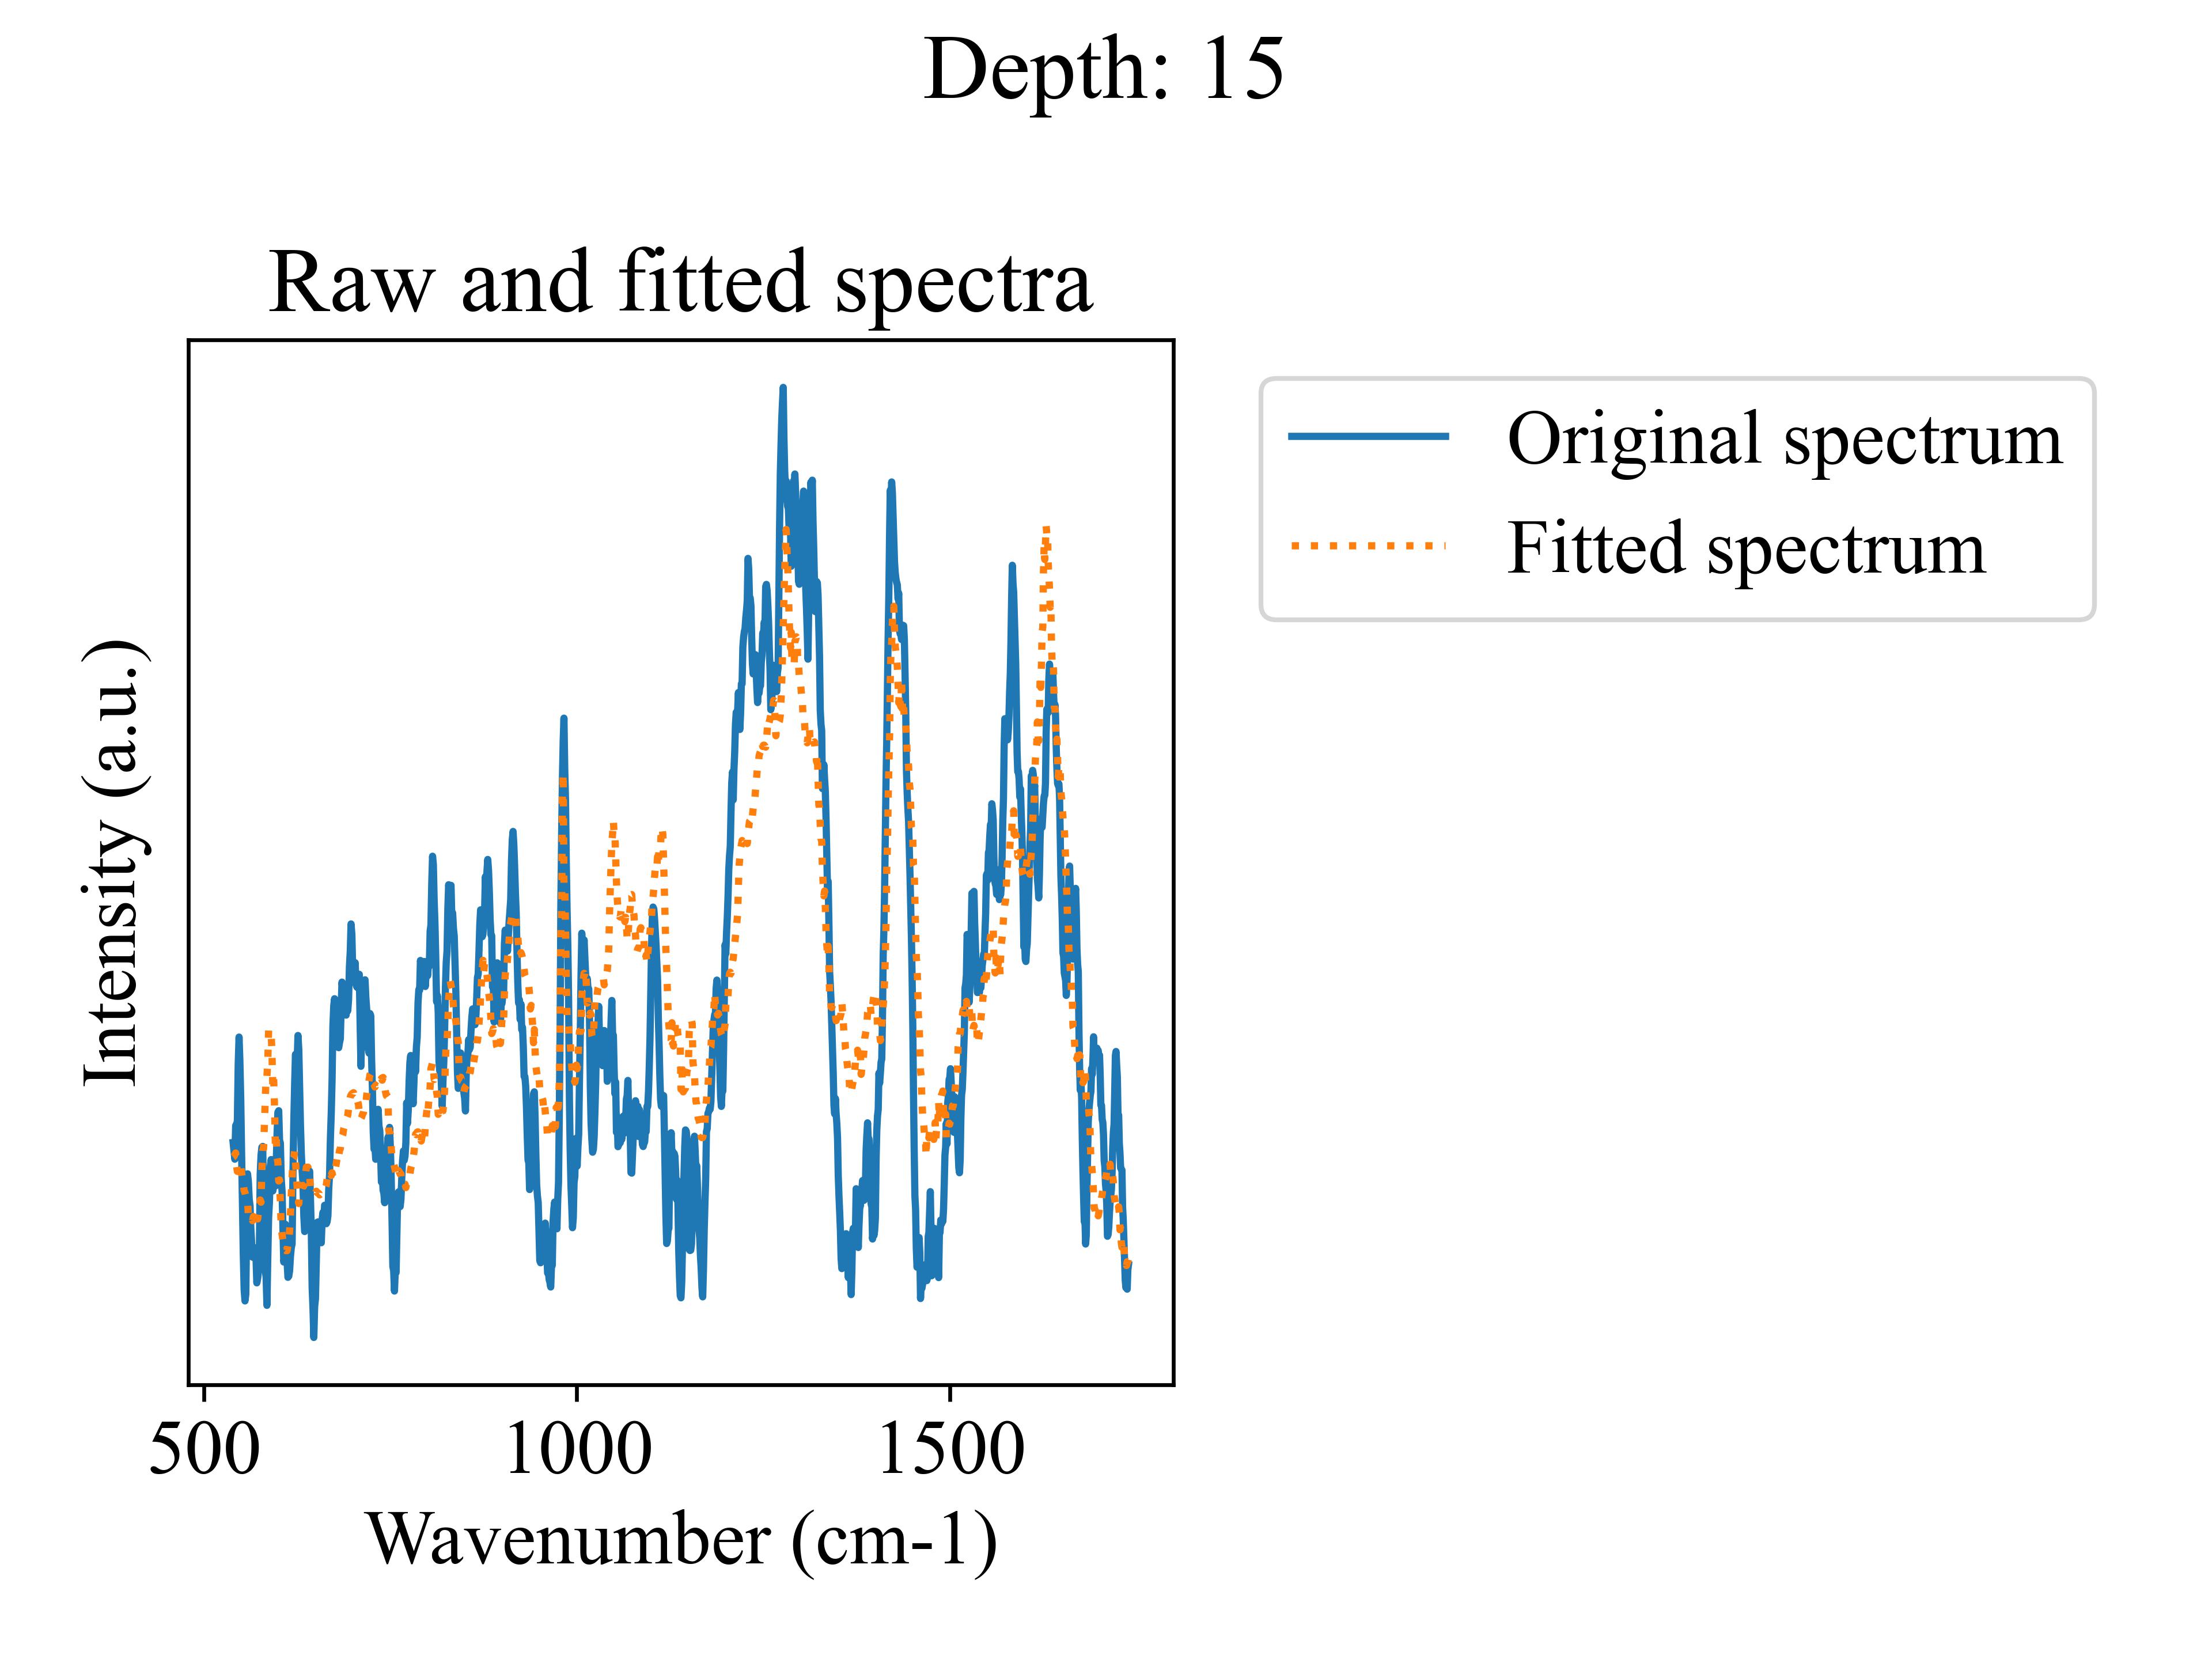 Depth: 15
Raw and fitted spectra
Original spectrum
Fitted spectrum
Intensity (a.u.)
500 1000 1500
Wavenumber (cm-1)